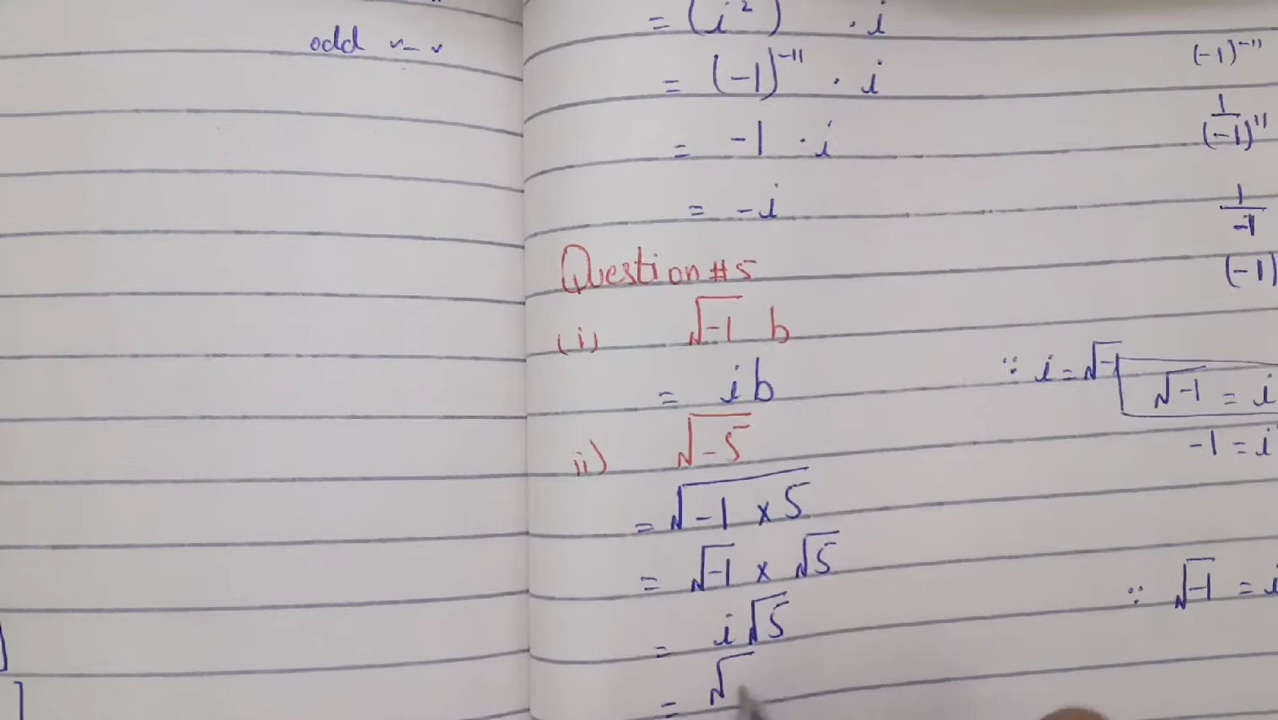 odd
= (i²) · i
= (-1)⁻¹¹ · i
= -1 · i
= -i
Question #5
(i) √-1 b
= ib
ii) √-5
= √-1 × 5
= √-1 × √5
= i√5
= √
(-1)⁻¹¹
1/(-1)¹¹
1/-1
(-1)
∵ i = √-1
√-1 = i
-1 = i
∵ √-1 = i